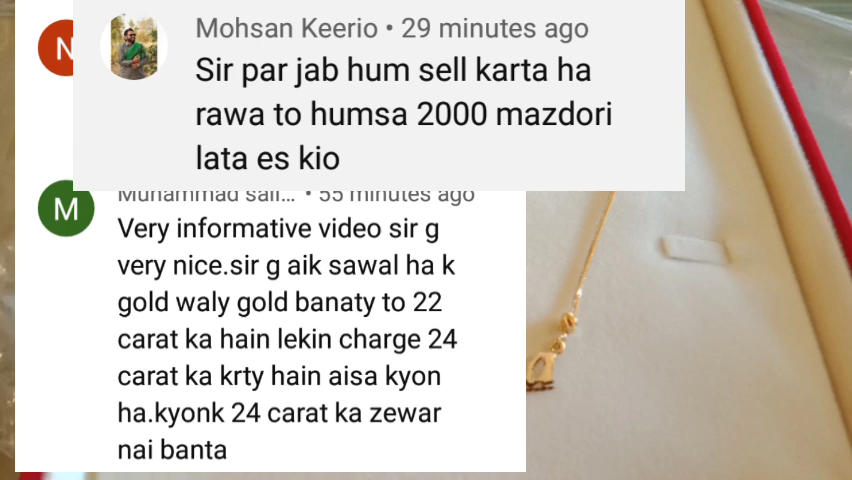 N
Mohsan Keerio • 29 minutes ago
Sir par jab hum sell karta ha
rawa to humsa 2000 mazdori
lata es kio
M
Muhammad sall... • 55 minutes ago
Very informative video sir g
very nice.sir g aik sawal ha k
gold waly gold banaty to 22
carat ka hain lekin charge 24
carat ka krty hain aisa kyon
ha.kyonk 24 carat ka zewar
nai banta